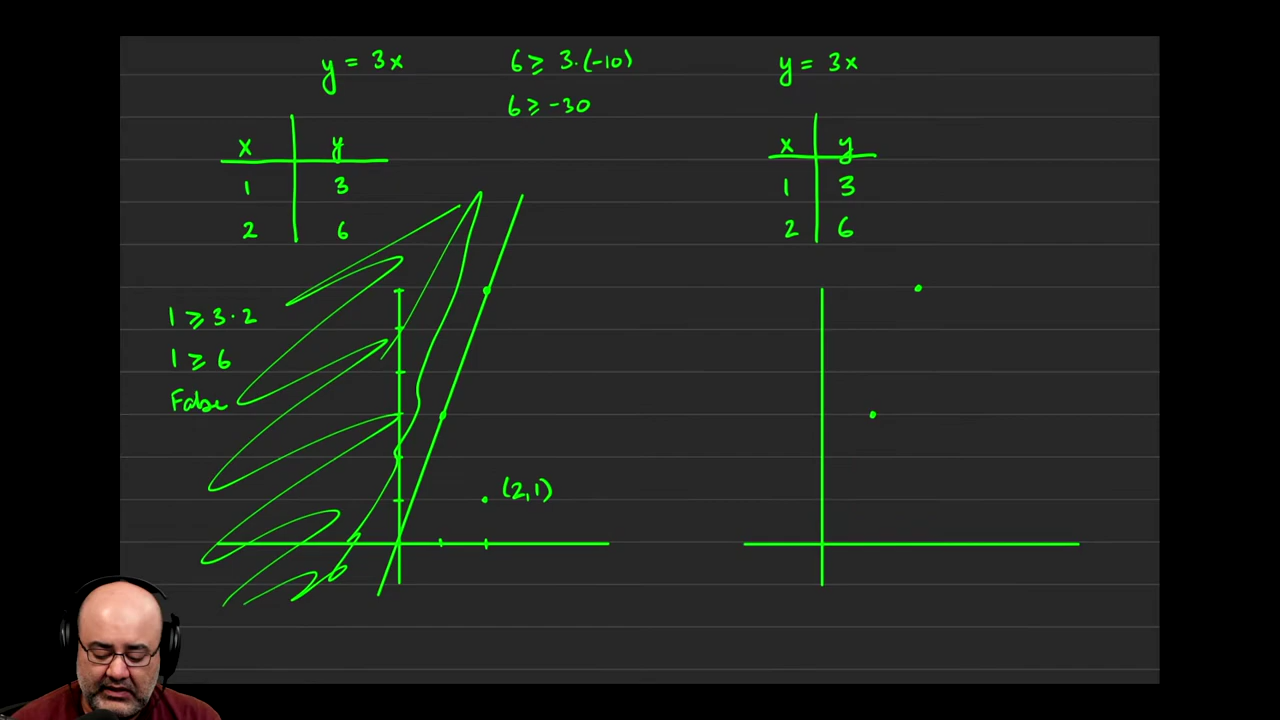 y = 3x
x y
1 3
2 6
6 ≥ 3·(-10)
6 ≥ -30
1 ≥ 3·2
1 ≥ 6
False
(2,1)
y = 3x
x y
1 3
2 6